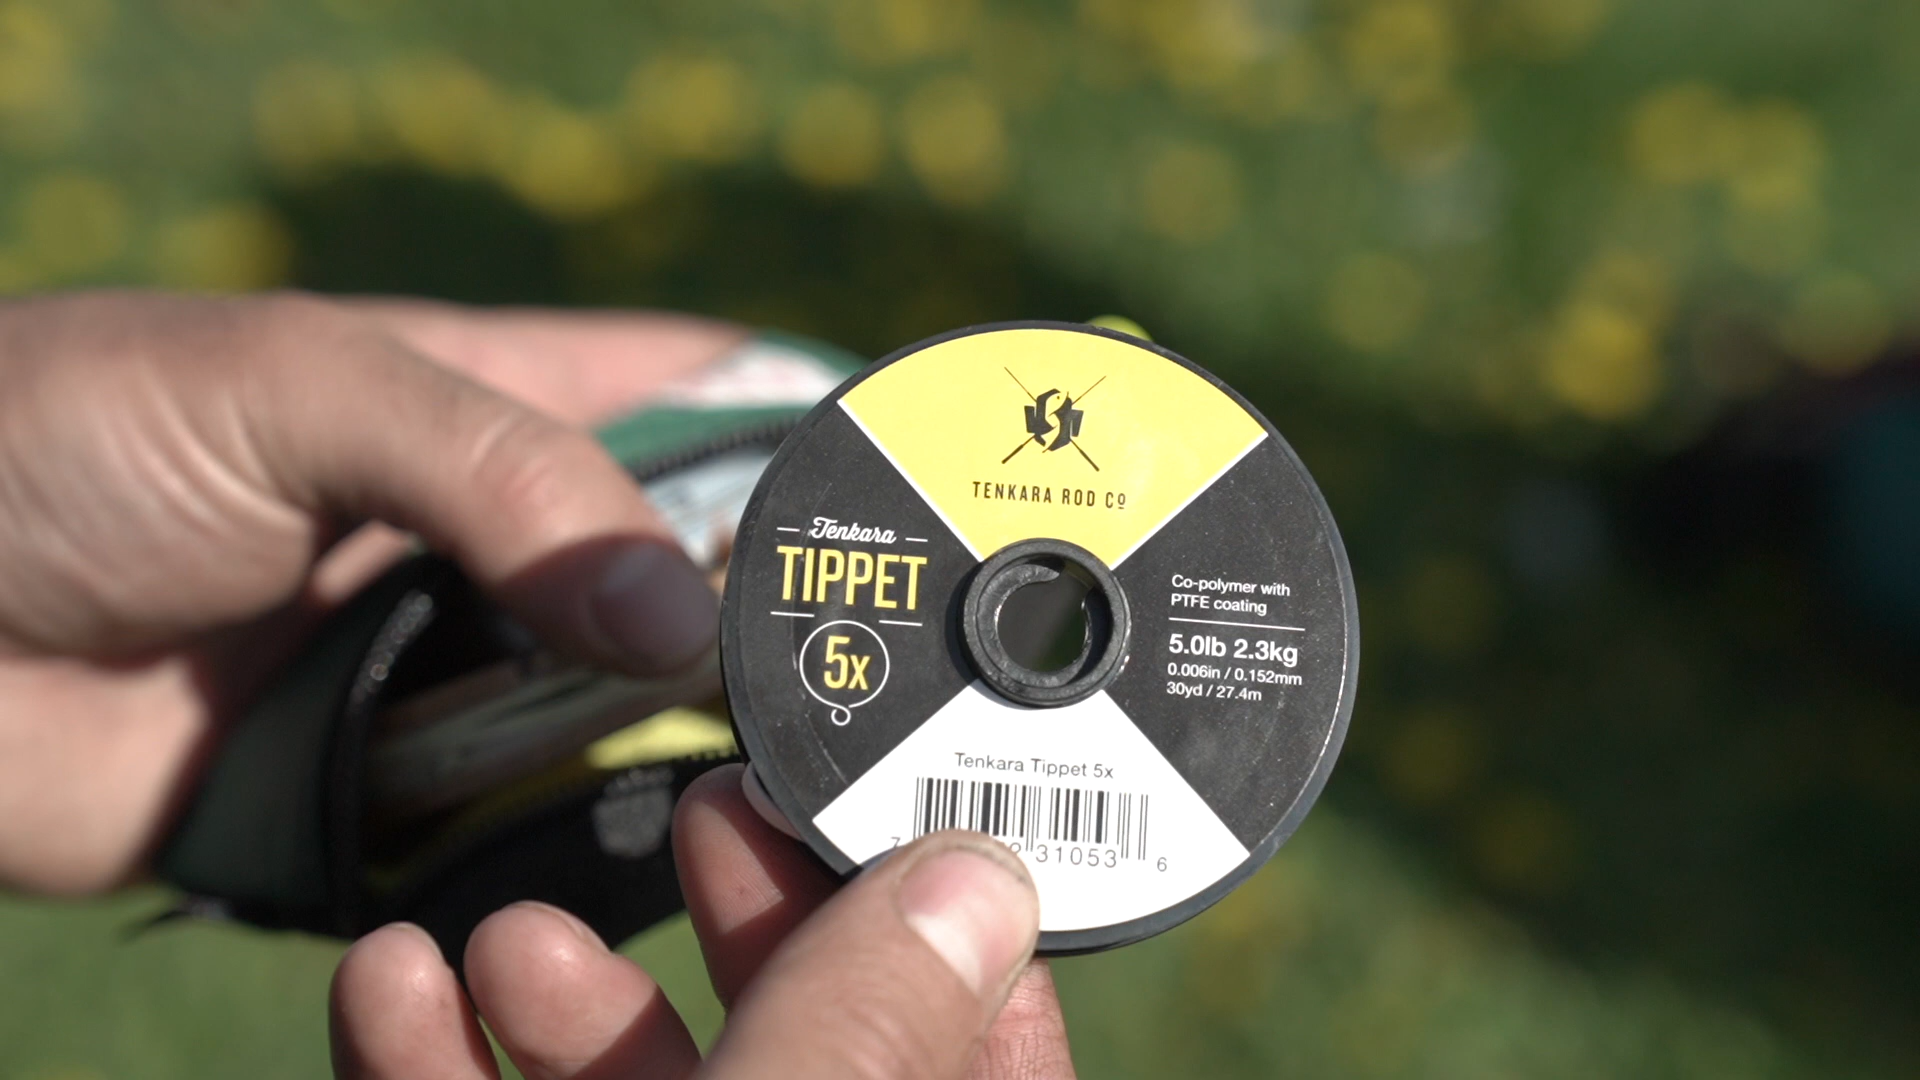 TENKARA ROD Cº
Tenkara
TIPPET
5x
Co-polymer with
PTFE coating
5.0lb 2.3kg
0.006in / 0.152mm
30yd / 27.4m
Tenkara Tippet 5x
31053 6